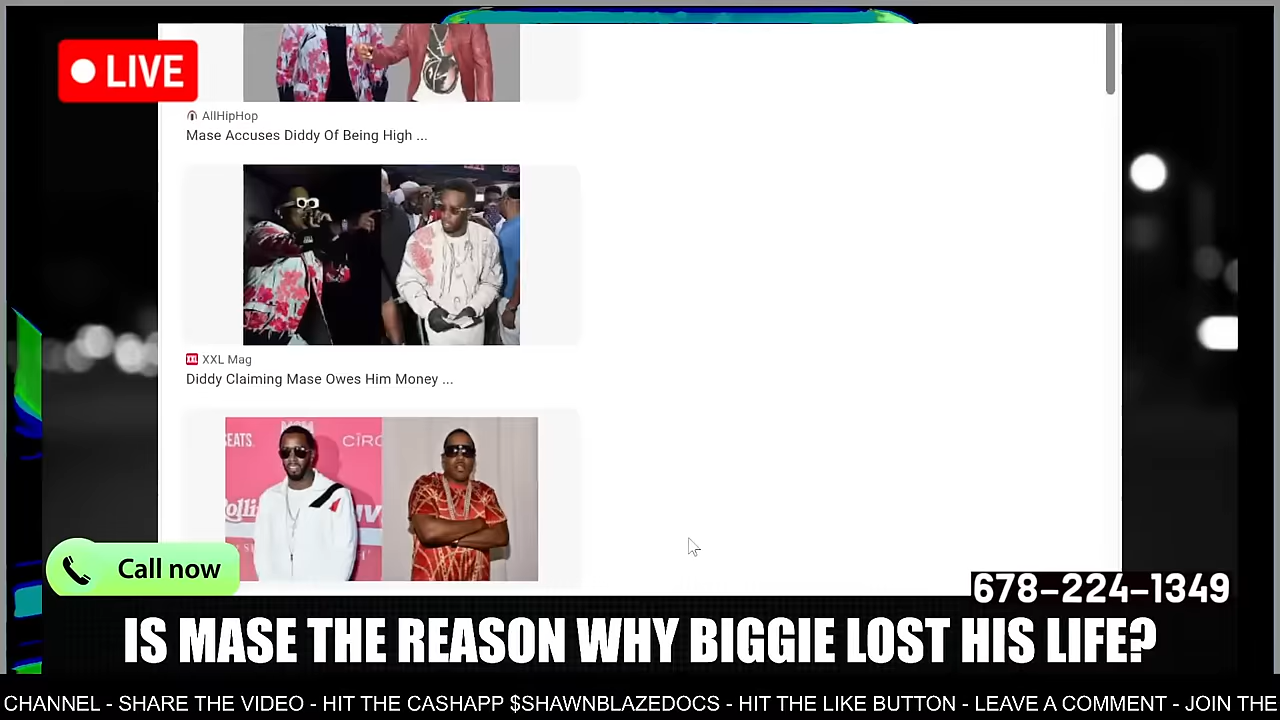 LIVE
AllHipHop
Mase Accuses Diddy Of Being High ...
XXL Mag
Diddy Claiming Mase Owes Him Money ...
EATS.
CÎRC
Call now
678-224-1349
IS MASE THE REASON WHY BIGGIE LOST HIS LIFE?
CHANNEL - SHARE THE VIDEO - HIT THE CASHAPP $SHAWNBLAZEDOCS - HIT THE LIKE BUTTON - LEAVE A COMMENT - JOIN THE